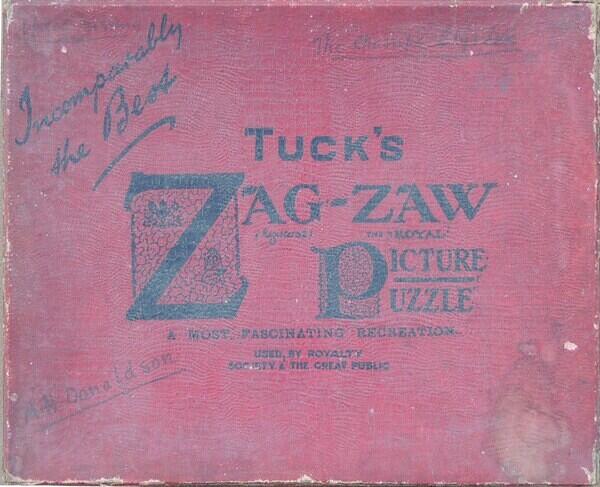 The
Incomparably
the Best
TUCK'S
ZAG-ZAW
(Registered)
THE "ROYAL"
PICTURE
PUZZLE
A MOST FASCINATING RECREATION.
USED BY ROYALTY
SOCIETY & THE GREAT PUBLIC
Donaldson